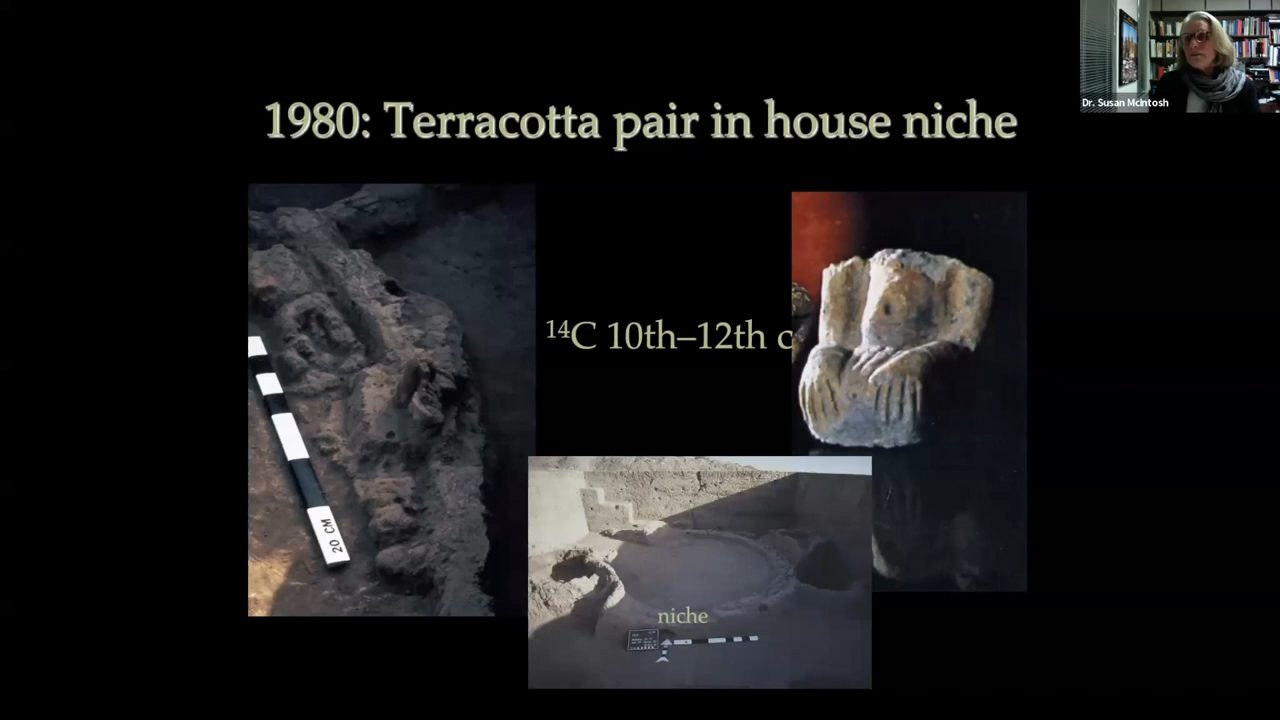 Dr. Susan McIntosh
1980: Terracotta pair in house niche
¹⁴C 10th–12th c
20 CM
niche